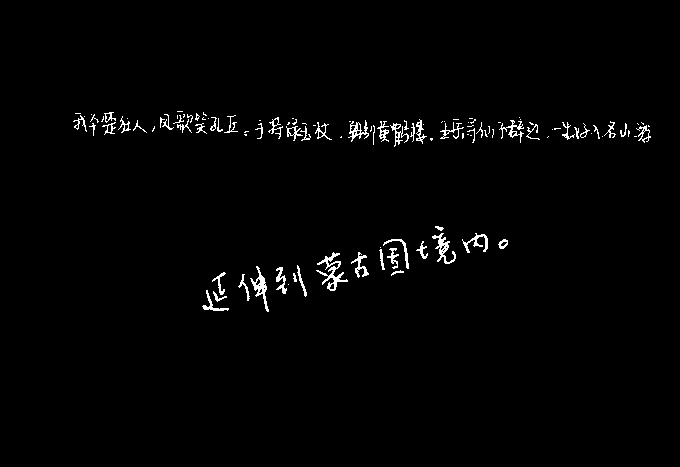 我本楚狂人，凤歌笑孔丘。手持绿玉杖，朝别黄鹤楼。五岳寻仙不辞远，一生好入名山游
延伸到蒙古国境内。